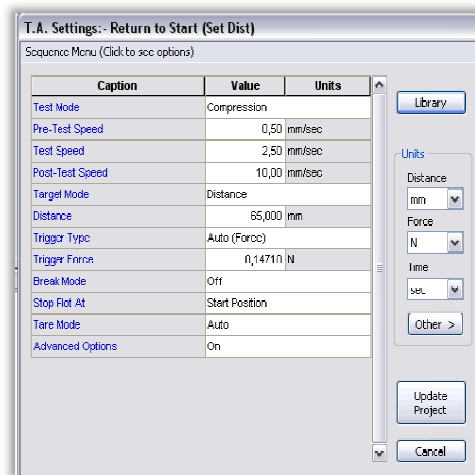 T.A. Settings:- Return to Start (Set Dist)
Sequence Menu (Click to see options)
Caption Value Units
Test Mode Compression
Pre-Test Speed 0,50 mm/sec
Test Speed 2,50 mm/sec
Post-Test Speed 10,00 mm/sec
Target Mode Distance
Distance 65,000 mm
Trigger Type Auto (Force)
Trigger Force 0,14710 N
Break Mode Off
Stop Plot At Start Position
Tare Mode Auto
Advanced Options On
Library
Units
Distance
mm
Force
N
Time
sec
Other >
Update
Project
Cancel